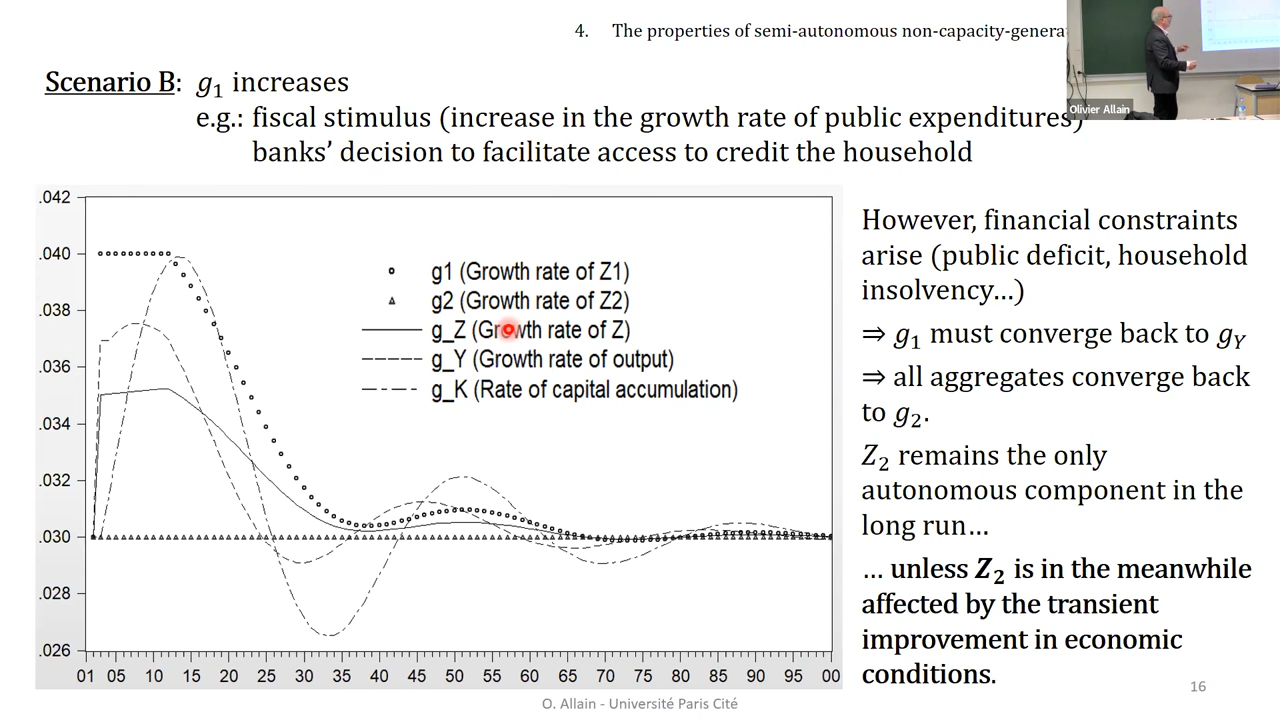 4. The properties of semi-autonomous non-capacity-genera
Olivier Allain
Scenario B: g₁ increases
e.g.: fiscal stimulus (increase in the growth rate of public expenditures)
banks’ decision to facilitate access to credit the household
.042
.040
.038
.036
.034
.032
.030
.028
.026
g1 (Growth rate of Z1)
g2 (Growth rate of Z2)
g_Z (Growth rate of Z)
g_Y (Growth rate of output)
g_K (Rate of capital accumulation)
01 05 10 15 20 25 30 35 40 45 50 55 60 65 70 75 80 85 90 95 00
However, financial constraints
arise (public deficit, household
insolvency…)
⇒ g₁ must converge back to g_Y
⇒ all aggregates converge back
to g₂.
Z₂ remains the only
autonomous component in the
long run…
… unless Z₂ is in the meanwhile
affected by the transient
improvement in economic
conditions.
16
O. Allain - Université Paris Cité